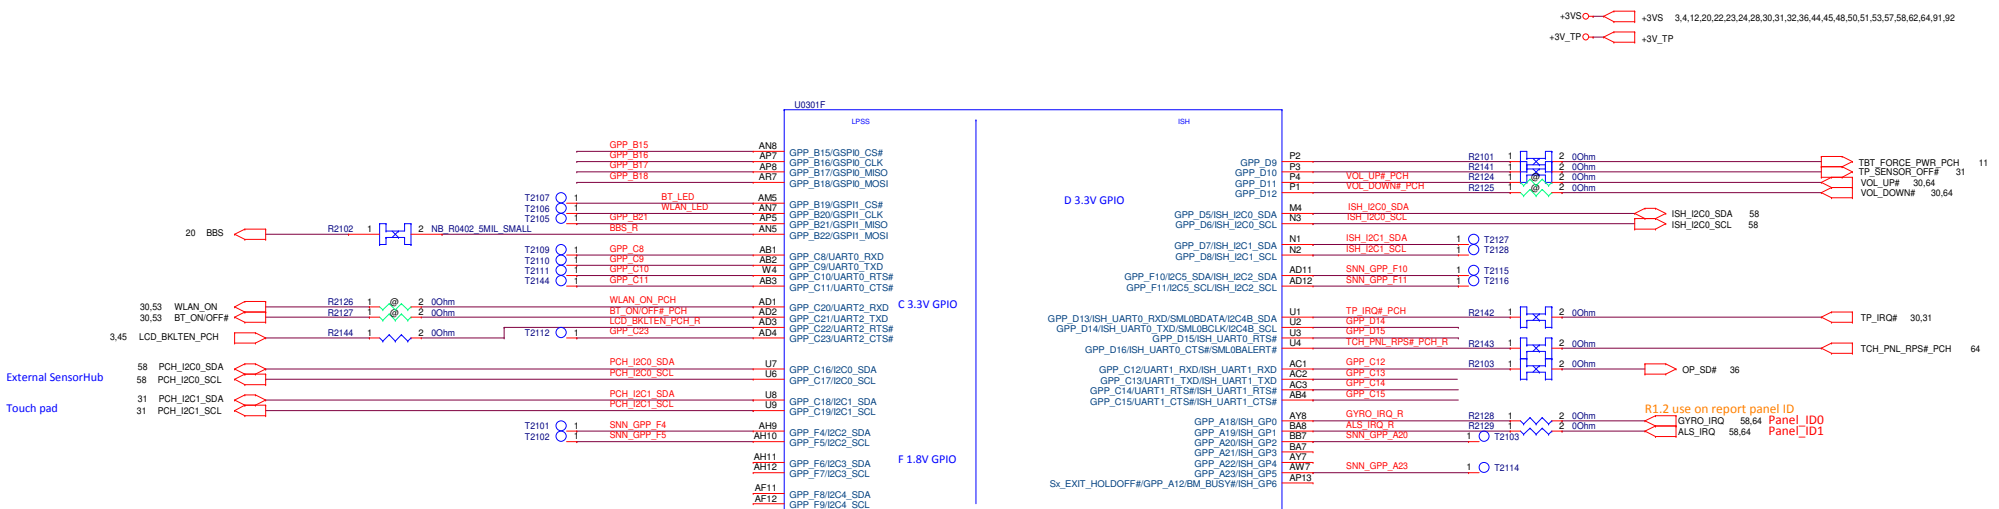 +3VS +3VS 3,4,12,20,22,23,24,28,30,31,32,36,44,45,48,50,51,53,57,58,62,64,91,92
+3V_TP +3V_TP
U0301F
LPSS ISH
GPP_B15 AN8 GPP_B15/GSPI0_CS#
GPP_B16 AP7 GPP_B16/GSPI0_CLK
GPP_B17 AP8 GPP_B17/GSPI0_MISO
GPP_B18 AR7 GPP_B18/GSPI0_MOSI
T2107 1 BT_LED AM5 GPP_B19/GSPI1_CS#
T2106 1 WLAN_LED AN7 GPP_B20/GSPI1_CLK
T2105 1 GPP_B21 AP5 GPP_B21/GSPI1_MISO
20 BBS R2102 1 2 NB_R0402_5MIL_SMALL BBS_R AN5 GPP_B22/GSPI1_MOSI
T2109 1 GPP_C8 AB1 GPP_C8/UART0_RXD
T2110 1 GPP_C9 AB2 GPP_C9/UART0_TXD
T2111 1 GPP_C10 W4 GPP_C10/UART0_RTS#
T2144 1 GPP_C11 AB3 GPP_C11/UART0_CTS#
C 3.3V GPIO
30,53 WLAN_ON R2126 1 @ 2 0Ohm WLAN_ON_PCH AD1 GPP_C20/UART2_RXD
30,53 BT_ON/OFF# R2127 1 @ 2 0Ohm BT_ON/OFF#_PCH AD2 GPP_C21/UART2_TXD
LCD_BKLTEN_PCH_R AD3 GPP_C22/UART2_RTS#
3,45 LCD_BKLTEN_PCH R2144 1 2 0Ohm T2112 1 GPP_C23 AD4 GPP_C23/UART2_CTS#
58 PCH_I2C0_SDA PCH_I2C0_SDA U7 GPP_C16/I2C0_SDA
External SensorHub 58 PCH_I2C0_SCL PCH_I2C0_SCL U6 GPP_C17/I2C0_SCL
31 PCH_I2C1_SDA PCH_I2C1_SDA U8 GPP_C18/I2C1_SDA
Touch pad 31 PCH_I2C1_SCL PCH_I2C1_SCL U9 GPP_C19/I2C1_SCL
T2101 1 SNN_GPP_F4 AH9 GPP_F4/I2C2_SDA
T2102 1 SNN_GPP_F5 AH10 GPP_F5/I2C2_SCL
F 1.8V GPIO
AH11 GPP_F6/I2C3_SDA
AH12 GPP_F7/I2C3_SCL
AF11 GPP_F8/I2C4_SDA
AF12 GPP_F9/I2C4_SCL
GPP_D9 P2 R2101 1 2 0Ohm TBT_FORCE_PWR_PCH 11
GPP_D10 P3 R2141 1 2 0Ohm TP_SENSOR_OFF# 31
GPP_D11 P4 VOL_UP#_PCH R2124 1 @ 2 0Ohm VOL_UP# 30,64
GPP_D12 P1 VOL_DOWN#_PCH R2125 1 @ 2 0Ohm VOL_DOWN# 30,64
D 3.3V GPIO
GPP_D5/ISH_I2C0_SDA M4 ISH_I2C0_SDA ISH_I2C0_SDA 58
GPP_D6/ISH_I2C0_SCL N3 ISH_I2C0_SCL ISH_I2C0_SCL 58
GPP_D7/ISH_I2C1_SDA N1 ISH_I2C1_SDA 1 T2127
GPP_D8/ISH_I2C1_SCL N2 ISH_I2C1_SCL 1 T2128
GPP_F10/I2C5_SDA/ISH_I2C2_SDA AD11 SNN_GPP_F10 1 T2115
GPP_F11/I2C5_SCL/ISH_I2C2_SCL AD12 SNN_GPP_F11 1 T2116
GPP_D13/ISH_UART0_RXD/SML0BDATA/I2C4B_SDA U1 TP_IRQ#_PCH R2142 1 2 0Ohm TP_IRQ# 30,31
GPP_D14/ISH_UART0_TXD/SML0BCLK/I2C4B_SCL U2 GPP_D14
GPP_D15/ISH_UART0_RTS# U3 GPP_D15
GPP_D16/ISH_UART0_CTS#/SML0BALERT# U4 TCH_PNL_RPS#_PCH_R R2143 1 2 0Ohm TCH_PNL_RPS#_PCH 64
GPP_C12/UART1_RXD/ISH_UART1_RXD AC1 GPP_C12 R2103 1 2 0Ohm OP_SD# 36
GPP_C13/UART1_TXD/ISH_UART1_TXD AC2 GPP_C13
GPP_C14/UART1_RTS#/ISH_UART1_RTS# AC3 GPP_C14
GPP_C15/UART1_CTS#/ISH_UART1_CTS# AB4 GPP_C15
R1.2 use on report panel ID
GPP_A18/ISH_GP0 AY8 GYRO_IRQ_R R2128 1 2 0Ohm GYRO_IRQ 58,64 Panel_ID0
GPP_A19/ISH_GP1 BA8 ALS_IRQ_R R2129 1 2 0Ohm ALS_IRQ 58,64 Panel_ID1
GPP_A20/ISH_GP2 BB7 SNN_GPP_A20 1 T2103
GPP_A21/ISH_GP3 BA7
GPP_A22/ISH_GP4 AY7
GPP_A23/ISH_GP5 AW7 SNN_GPP_A23 1 T2114
Sx_EXIT_HOLDOFF#/GPP_A12/BM_BUSY#/ISH_GP6 AP13